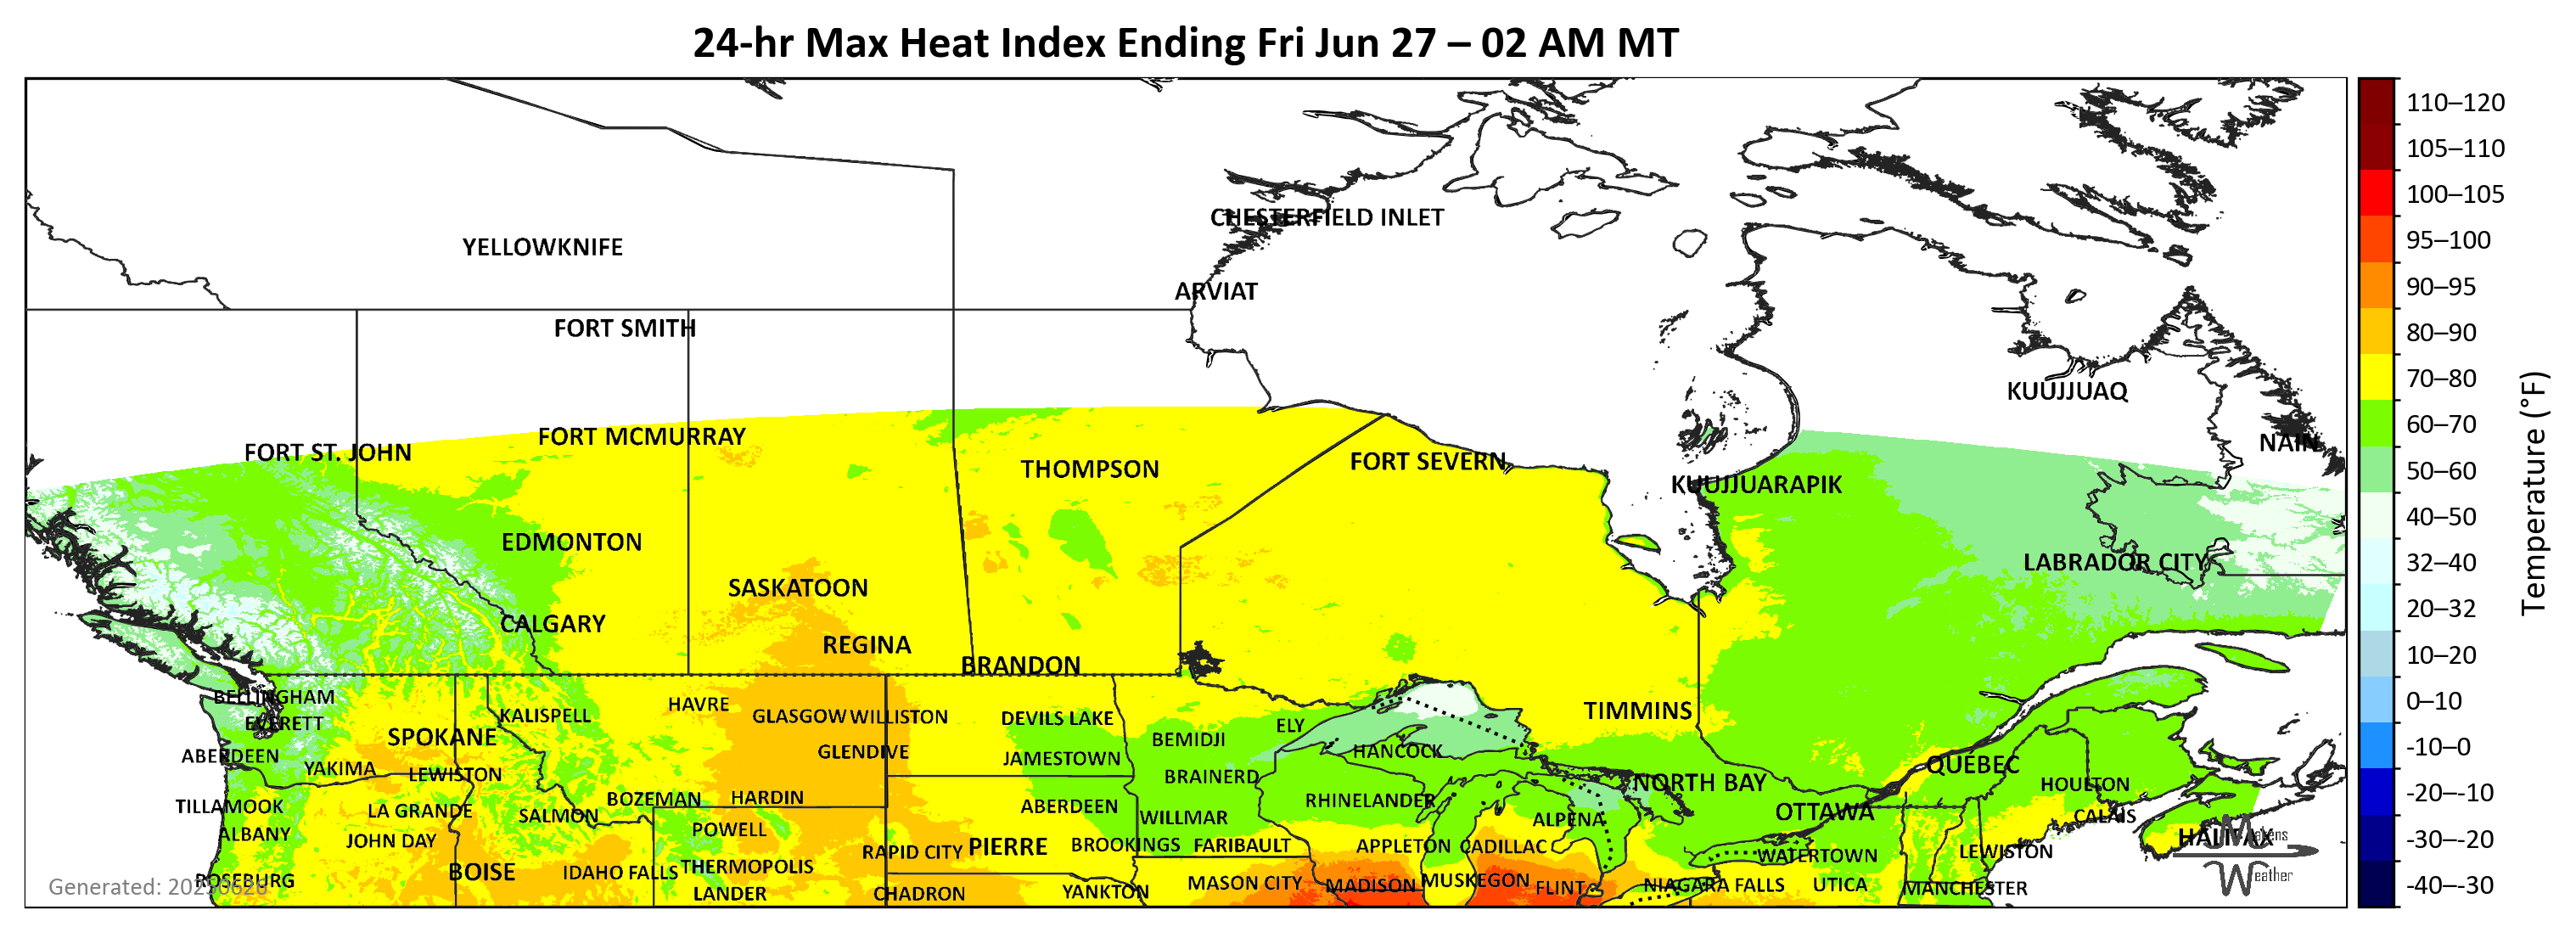 24-hr Max Heat Index Ending Fri Jun 27 – 02 AM MT
110–120
105–110
CHESTERFIELD INLET
100–105
YELLOWKNIFE
95–100
ARVIAT
90–95
FORT SMITH
80–90
KUUJJUAQ
70–80
FORT MCMURRAY
60–70
FORT ST. JOHN
NAIN
THOMPSON
FORT SEVERN
50–60
KUUJJUARAPIK
40–50
EDMONTON
LABRADOR CITY
32–40
SASKATOON
20–32
CALGARY
REGINA
BRANDON
10–20
BELLINGHAM
HAVRE
0–10
EVERETT
KALISPELL
GLASGOW
WILLISTON
DEVILS LAKE
ELY
TIMMINS
SPOKANE
BEMIDJI
-10–0
ABERDEEN
GLENDIVE
JAMESTOWN
HANCOCK
YAKIMA
LEWISTON
BRAINERD
QUÉBEC
NORTH BAY
HOULTON
-20–-10
TILLAMOOK
LA GRANDE
BOZEMAN
HARDIN
ABERDEEN
RHINELANDER
SALMON
WILLMAR
ALPENA
OTTAWA
CALAIS
ALBANY
JOHN DAY
POWELL
-30–-20
HALIFAX
Makens
Weather
RAPID CITY
PIERRE
BROOKINGS
FARIBAULT
APPLETON
CADILLAC
WATERTOWN
LEWISTON
BOISE
IDAHO FALLS
THERMOPOLIS
ROSEBURG
MASON CITY
MADISON
MUSKEGON
FLINT
NIAGARA FALLS
UTICA
MANCHESTER
-40–-30
LANDER
CHADRON
YANKTON
Temperature (°F)
Generated: 20250626